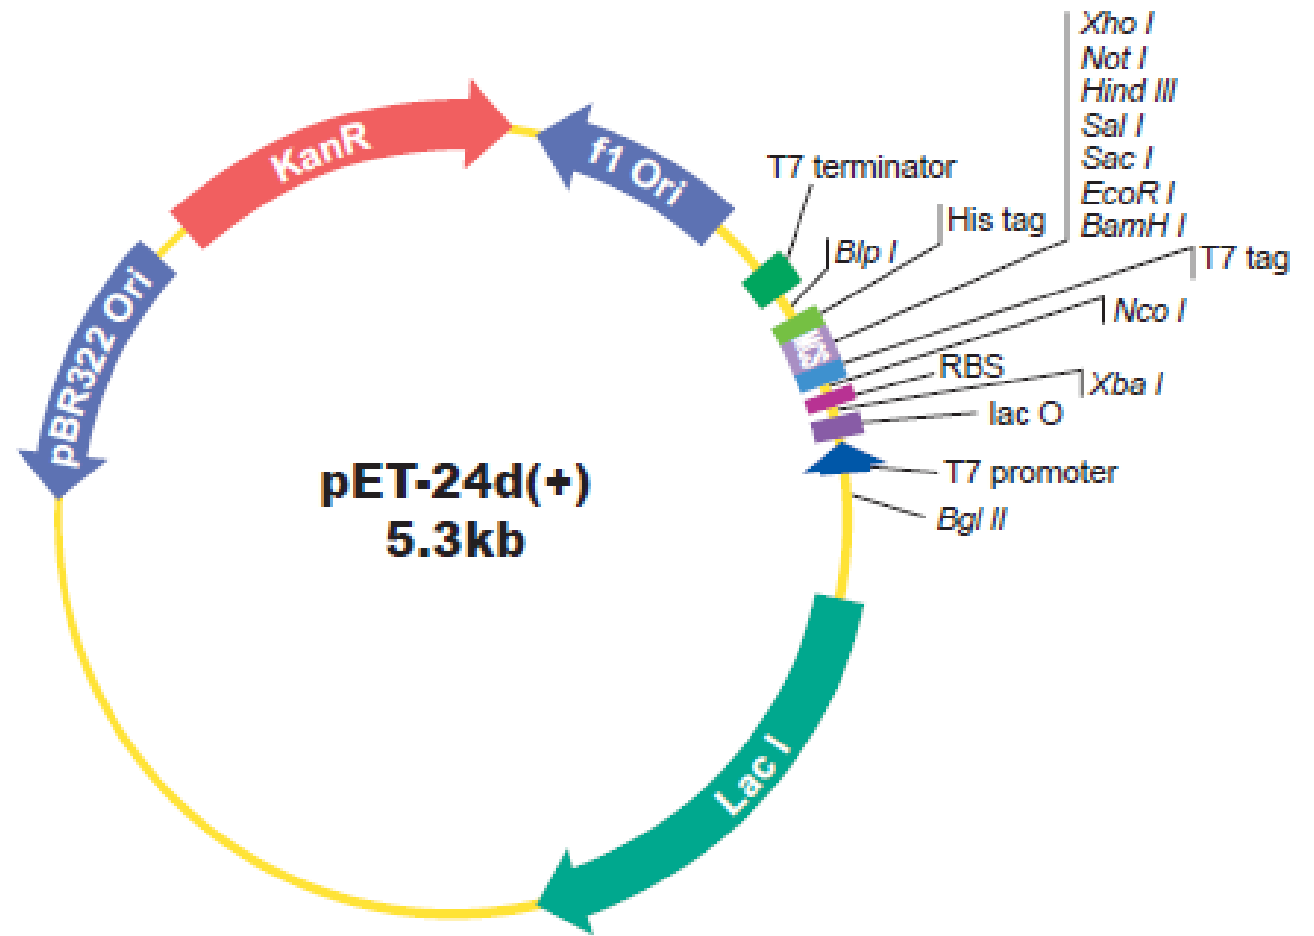 Xho I
Not I
Hind III
Sal I
Sac I
EcoR I
BamH I
KanR
f1 Ori
T7 terminator
His tag
Blp I
T7 tag
Nco I
MCS
RBS
Xba I
lac O
pBR322 Ori
T7 promoter
Bgl II
pET-24d(+)
5.3kb
Lac I